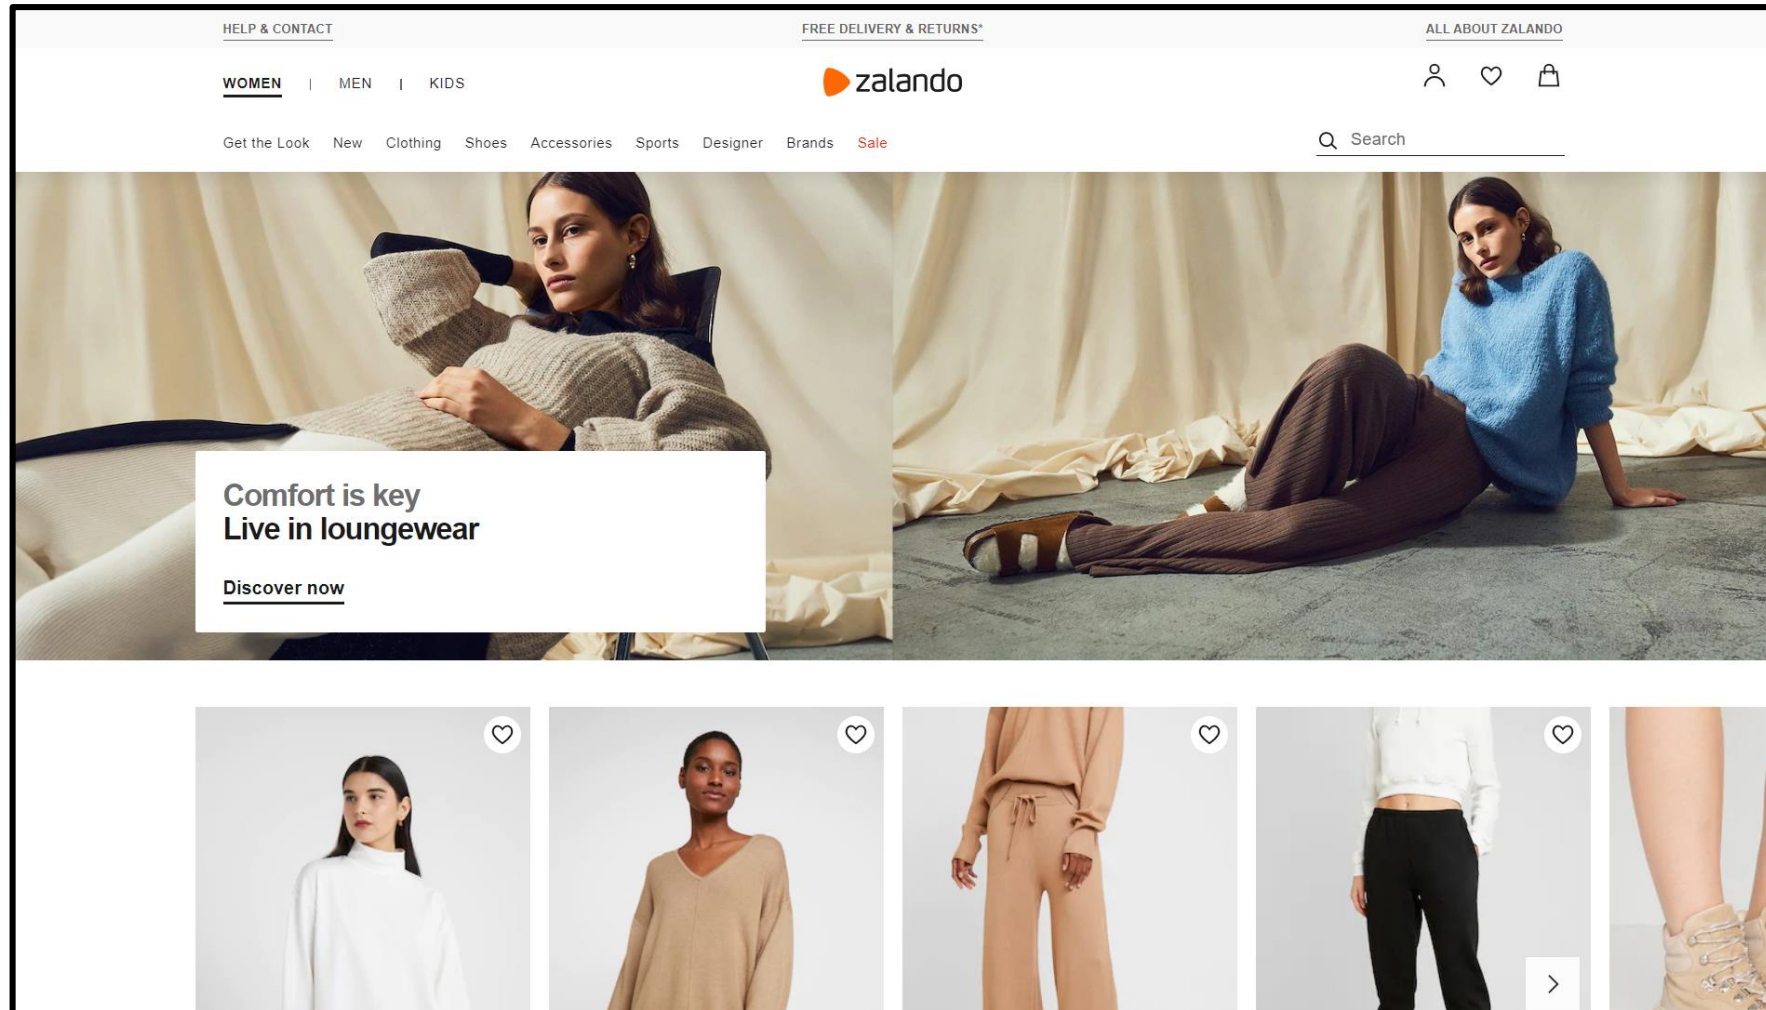 HELP & CONTACT
FREE DELIVERY & RETURNS*
ALL ABOUT ZALANDO
WOMEN | MEN | KIDS
zalando
Get the Look New Clothing Shoes Accessories Sports Designer Brands Sale
Search
Comfort is key
Live in loungewear
Discover now